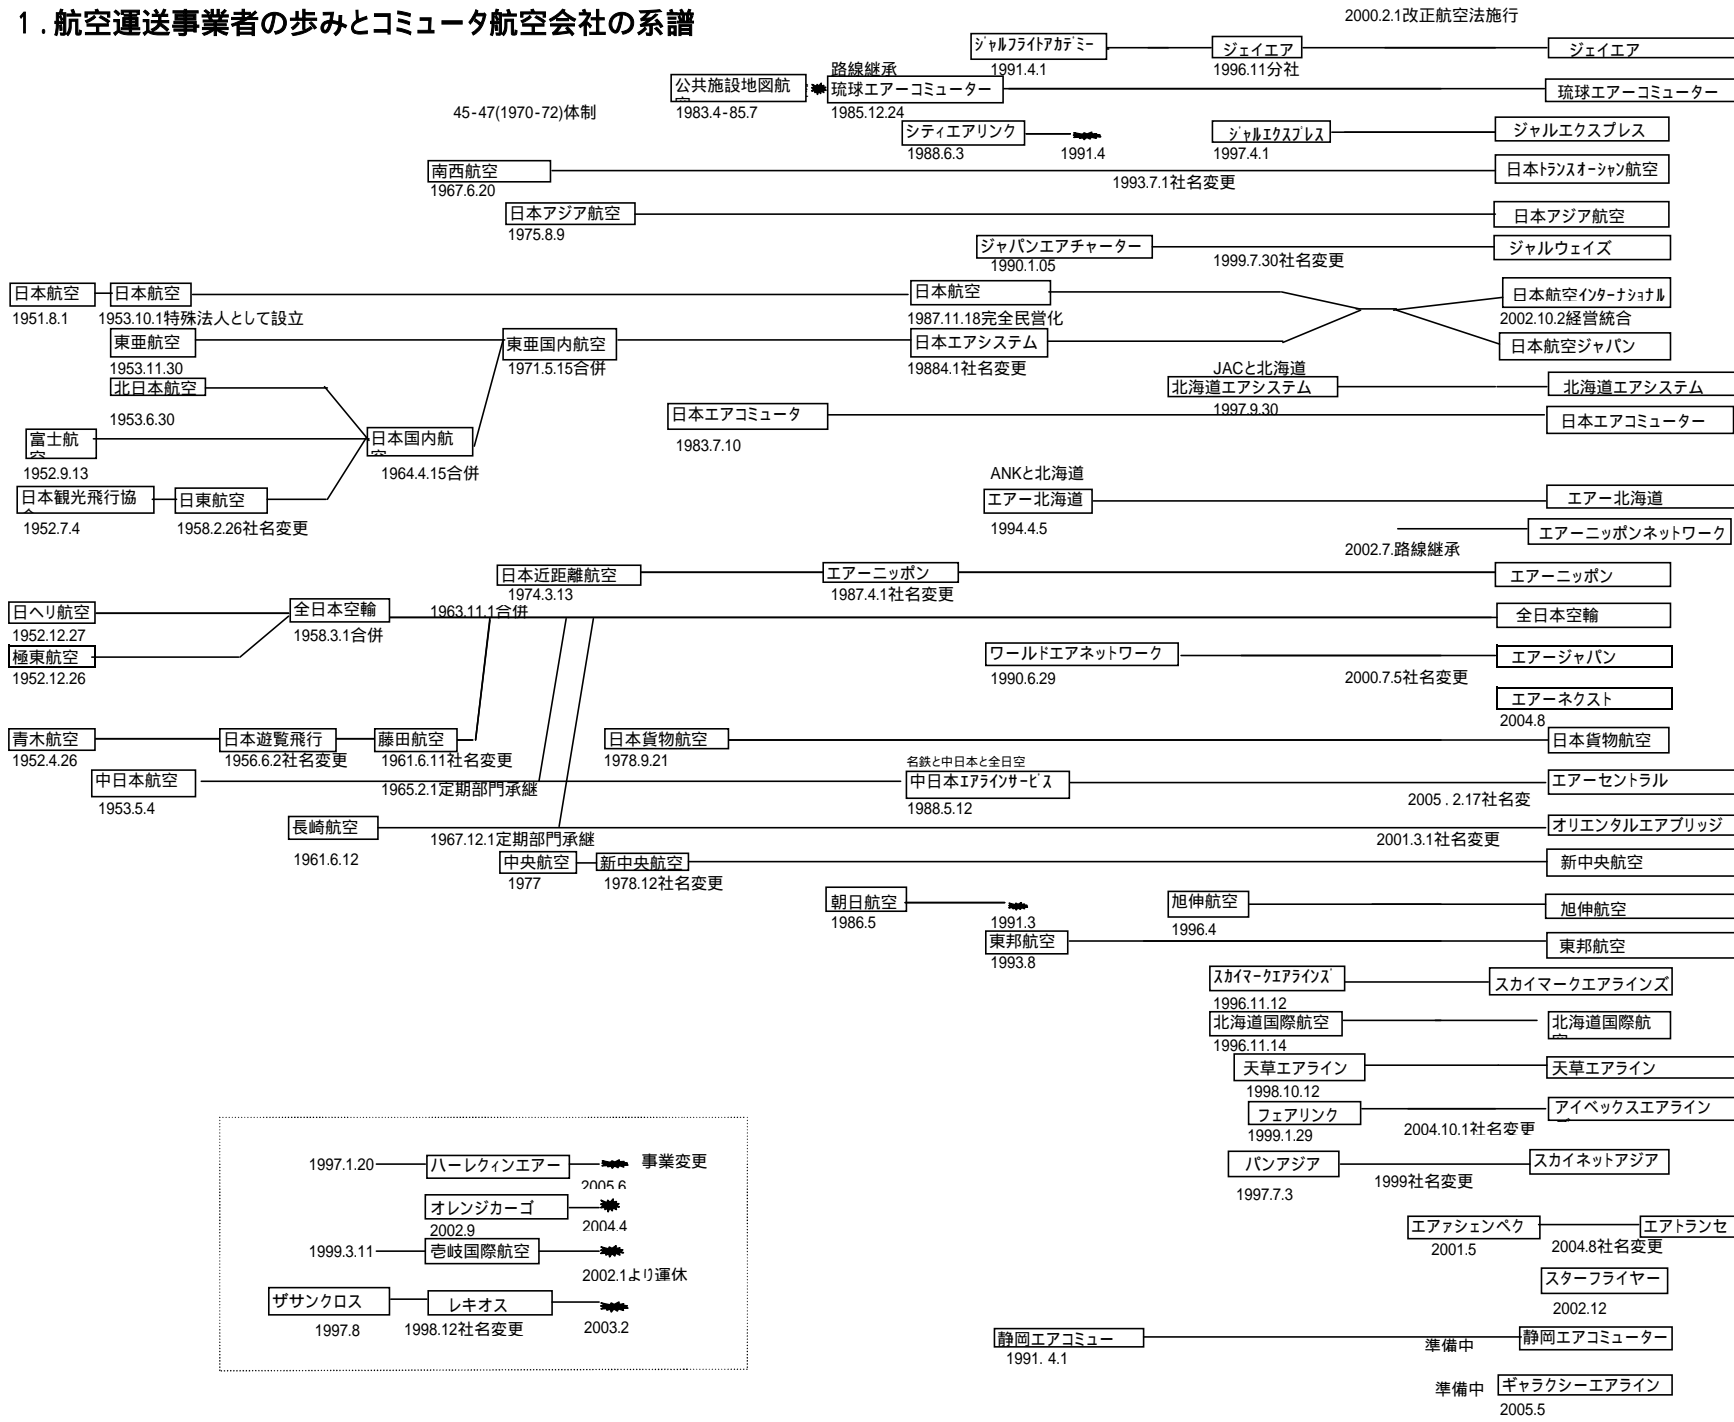 1.航空運送事業者の歩みとコミュータ航空会社の系譜
2000.2.1改正航空法施行
ジャルフライトアカデミー
ジェイエア
ジェイエア
1991.4.1
1996.11分社
路線継承
公共施設地図航
琉球エアーコミューター
琉球エアーコミューター
45-47(1970-72)体制
1983.4-85.7
1985.12.24
シティエアリンク
ジャルエクスプレス
ジャルエクスプレス
1988.6.3
1991.4
1997.4.1
南西航空
日本トランスオーシャン航空
1967.6.20
1993.7.1社名変更
日本アジア航空
日本アジア航空
1975.8.9
ジャパンエアチャーター
ジャルウェイズ
1990.1.05
1999.7.30社名変更
日本航空
日本航空
日本航空
日本航空インターナショナル
1951.8.1
1953.10.1特殊法人として設立
1987.11.18完全民営化
2002.10.2経営統合
東亜航空
東亜国内航空
日本エアシステム
日本航空ジャパン
1953.11.30
1971.5.15合併
19884.1社名変更
JACと北海道
北日本航空
北海道エアシステム
北海道エアシステム
1953.6.30
1997.9.30
日本エアコミュータ
日本エアコミューター
富士航
日本国内航
1983.7.10
1952.9.13
1964.4.15合併
ANKと北海道
日本観光飛行協
日東航空
エアー北海道
エアー北海道
1952.7.4
1958.2.26社名変更
1994.4.5
エアーニッポンネットワーク
2002.7.路線継承
日本近距離航空
エアーニッポン
エアーニッポン
1974.3.13
1987.4.1社名変更
日ヘリ航空
全日本空輸
1963.11.1合併
全日本空輸
1952.12.27
1958.3.1合併
極東航空
ワールドエアネットワーク
エアージャパン
1952.12.26
1990.6.29
2000.7.5社名変更
エアーネクスト
2004.8
青木航空
日本遊覧飛行
藤田航空
日本貨物航空
日本貨物航空
1952.4.26
1956.6.2社名変更
1961.6.11社名変更
1978.9.21
名鉄と中日本と全日空
中日本航空
中日本エアラインサービス
エアーセントラル
1965.2.1定期部門承継
1953.5.4
1988.5.12
2005 . 2.17社名変
長崎航空
オリエンタルエアブリッジ
1967.12.1定期部門承継
2001.3.1社名変更
1961.6.12
中央航空
新中央航空
新中央航空
1977
1978.12社名変更
朝日航空
旭伸航空
旭伸航空
1986.5
1991.3
1996.4
東邦航空
東邦航空
1993.8
スカイマークエアラインズ
スカイマークエアラインズ
1996.11.12
北海道国際航空
北海道国際航
1996.11.14
天草エアライン
天草エアライン
1998.10.12
フェアリンク
アイベックスエアライン
1999.1.29
2004.10.1社名変更
1997.1.20
ハーレクィンエアー
事業変更
パンアジア
スカイネットアジア
2005.6
1997.7.3
1999社名変更
オレンジカーゴ
2002.9
2004.4
エアァシェンペク
エアトランセ
2001.5
2004.8社名変更
1999.3.11
壱岐国際航空
2002.1より運休
スターフライヤー
2002.12
ザサンクロス
レキオス
1997.8
1998.12社名変更
2003.2
静岡エアコミュー
準備中
静岡エアコミューター
1991. 4.1
準備中
ギャラクシーエアライン
2005.5